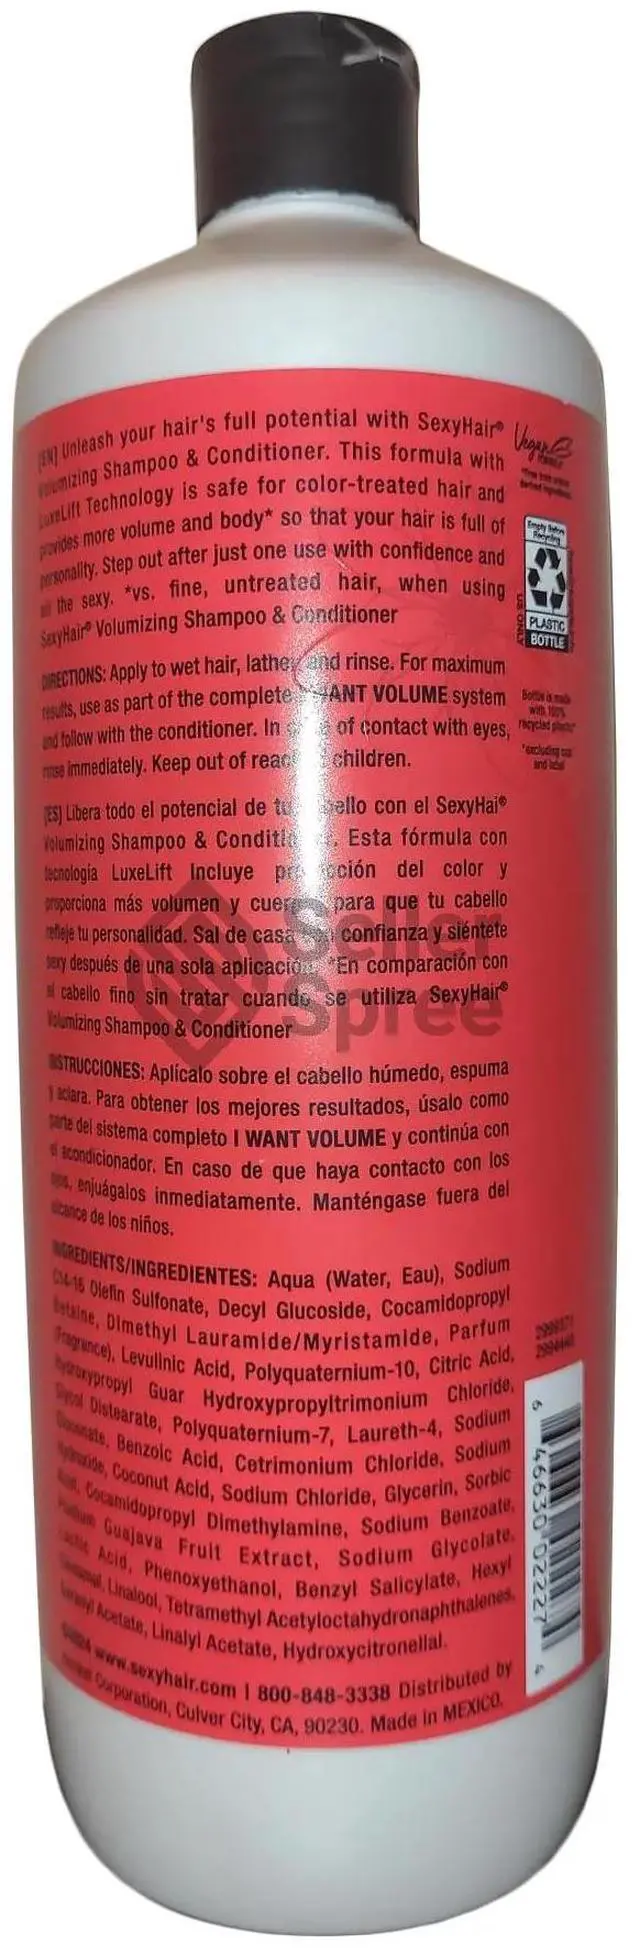 [EN] Unleash your hair's full potential with SexyHair®
Volumizing Shampoo & Conditioner. This formula with
LuxeLift Technology is safe for color-treated hair and
provides more volume and body* so that your hair is full of
personality. Step out after just one use with confidence and
all the sexy. *vs. fine, untreated hair, when using
SexyHair® Volumizing Shampoo & Conditioner
DIRECTIONS: Apply to wet hair, lather and rinse. For maximum
results, use as part of the complete I WANT VOLUME system
and follow with the conditioner. In case of contact with eyes,
rinse immediately. Keep out of reach of children.
[ES] Libera todo el potencial de tu cabello con el SexyHai®
Volumizing Shampoo & Conditioner. Esta fórmula con
tecnología LuxeLift Incluye protección del color y
proporciona más volumen y cuerpo para que tu cabello
refleje tu personalidad. Sal de casa con confianza y siéntete
sexy después de una sola aplicación. *En comparación con
el cabello fino sin tratar cuando se utiliza SexyHair®
Volumizing Shampoo & Conditioner
INSTRUCCIONES: Aplícalo sobre el cabello húmedo, espuma
y aclara. Para obtener los mejores resultados, úsalo como
parte del sistema completo I WANT VOLUME y continúa con
el acondicionador. En caso de que haya contacto con los
ojos, enjuágalos inmediatamente. Manténgase fuera del
alcance de los niños.
INGREDIENTS/INGREDIENTES: Aqua (Water, Eau), Sodium
C14-16 Olefin Sulfonate, Decyl Glucoside, Cocamidopropyl
Betaine, Dimethyl Lauramide/Myristamide, Parfum
(Fragrance), Levulinic Acid, Polyquaternium-10, Citric Acid,
Hydroxypropyl Guar Hydroxypropyltrimonium Chloride,
Glycol Distearate, Polyquaternium-7, Laureth-4, Sodium
Gluconate, Benzoic Acid, Cetrimonium Chloride, Sodium
Hydroxide, Coconut Acid, Sodium Chloride, Glycerin, Sorbic
Acid, Cocamidopropyl Dimethylamine, Sodium Benzoate,
Psidium Guajava Fruit Extract, Sodium Glycolate,
Lactic Acid, Phenoxyethanol, Benzyl Salicylate, Hexyl
Cinnamal, Linalool, Tetramethyl Acetyloctahydronaphthalenes,
Geranyl Acetate, Linalyl Acetate, Hydroxycitronellal.
©2024 www.sexyhair.com | 800-848-3338 Distributed by
Henkel Corporation, Culver City, CA, 90230. Made in MEXICO.
Vegan
FORMULA
Empty Before
Recycling
PLASTIC
BOTTLE
US ONLY
Bottle is made
with 100%
recycled plastic*
*excluding cap
and label
6 46630 02227 4
Seller
Spree